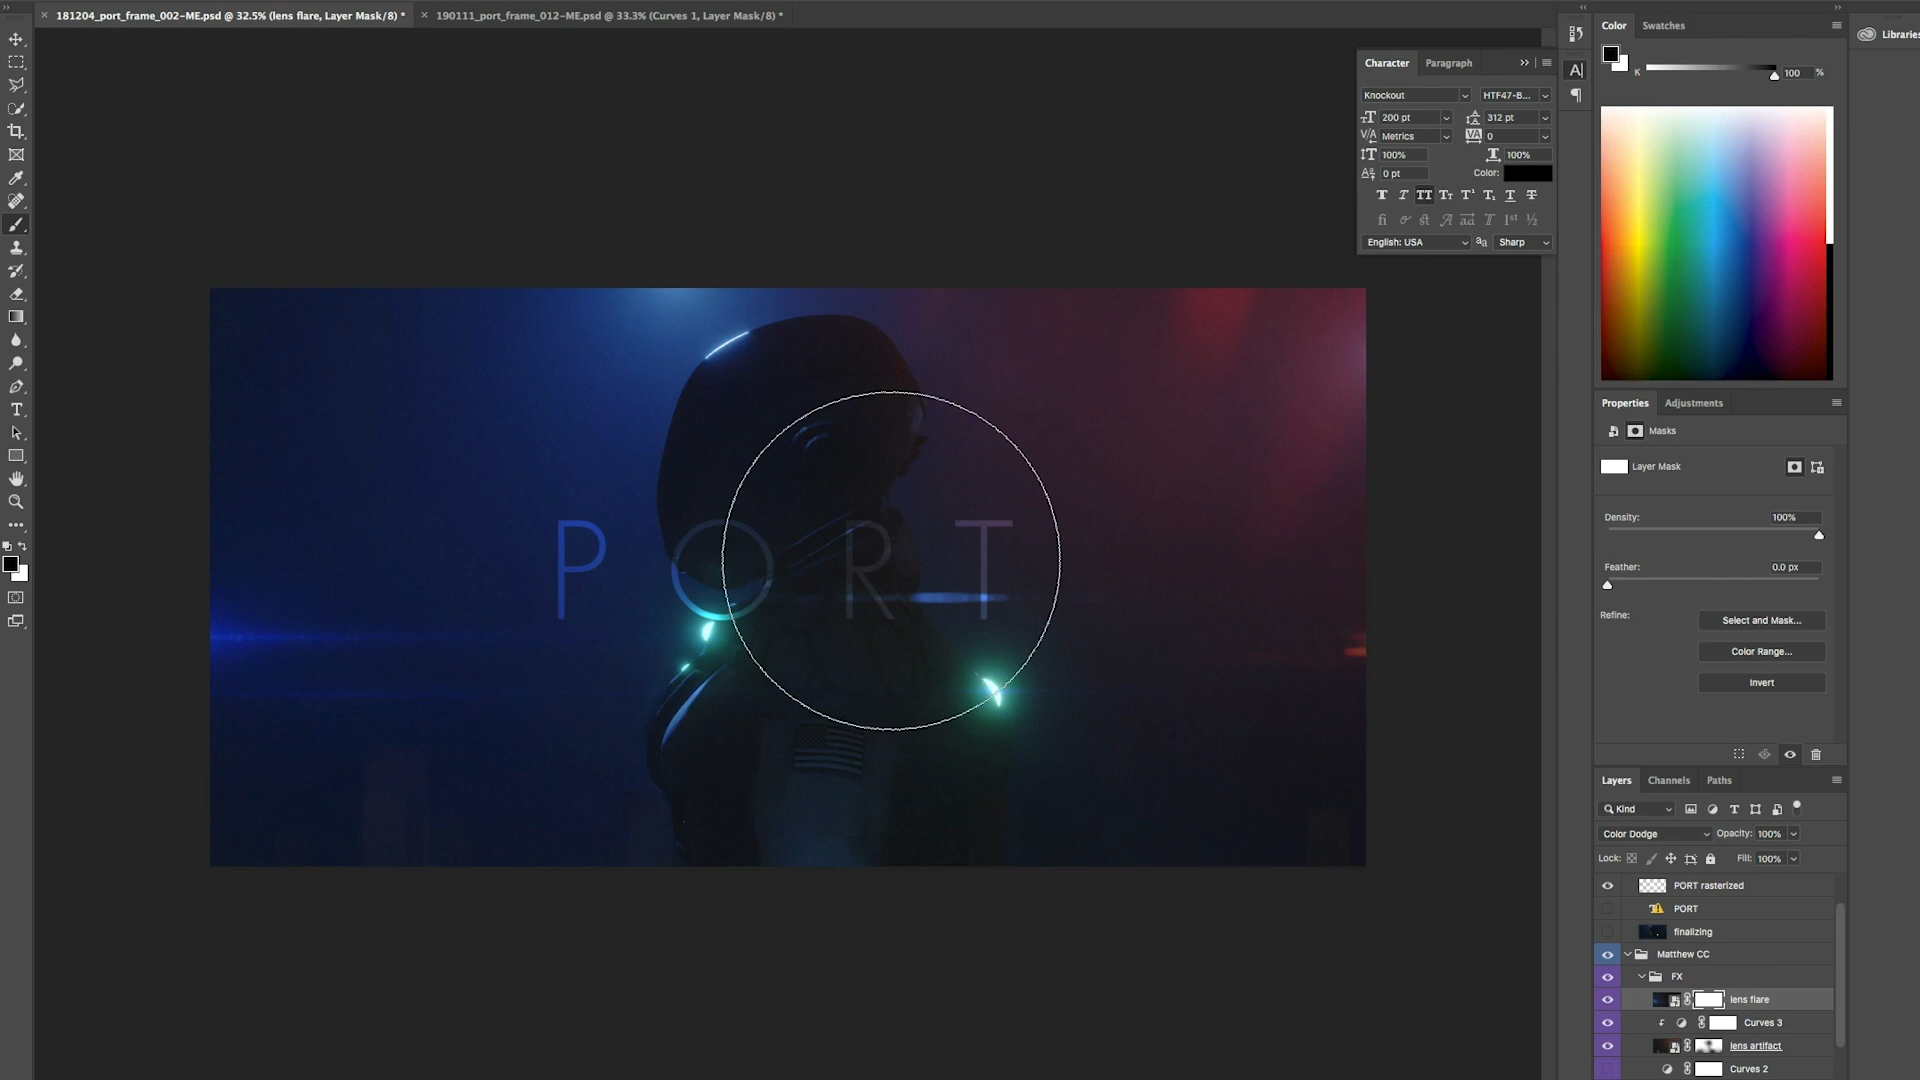 181204_port_frame_002-ME.psd @ 32.5% (lens flare, Layer Mask/8) *
190111_port_frame_012-ME.psd @ 33.3% (Curves 1, Layer Mask/8) *
Color
Swatches
Libraries
K
100
%
Character
Paragraph
Knockout
HTF47-B...
200 pt
312 pt
Metrics
0
100%
100%
0 pt
Color:
English: USA
Sharp
PORT
Properties
Adjustments
Masks
Layer Mask
Density:
100%
Feather:
0.0 px
Refine:
Select and Mask...
Color Range...
Invert
Layers
Channels
Paths
Kind
Color Dodge
Opacity:
100%
Lock:
Fill:
100%
PORT rasterized
PORT
finalizing
Matthew CC
FX
lens flare
Curves 3
lens artifact
Curves 2